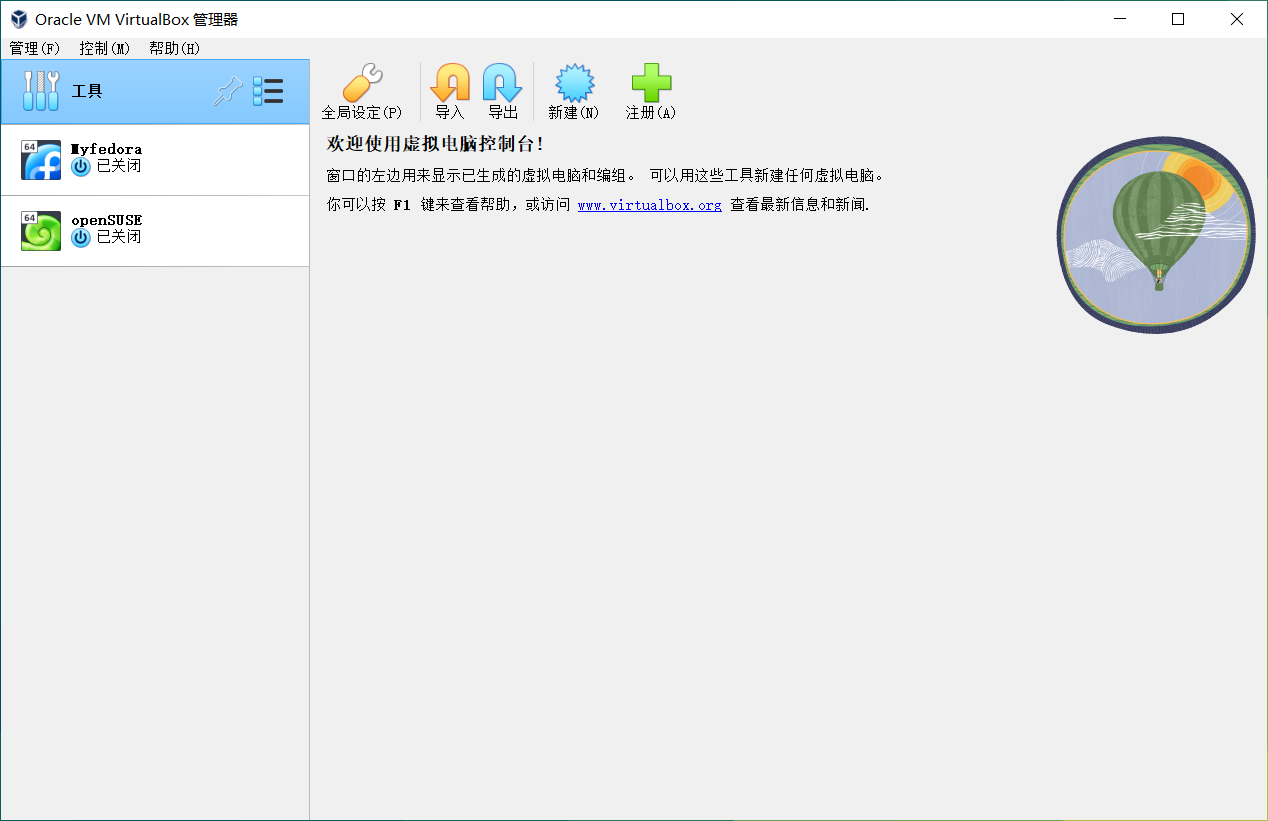 Oracle VM VirtualBox 管理器
管理(F) 控制(M) 帮助(H)
工具
全局设定(P) 导入 导出 新建(N) 注册(A)
欢迎使用虚拟电脑控制台!
窗口的左边用来显示已生成的虚拟电脑和编组。 可以用这些工具新建任何虚拟电脑。
你可以按 F1 键来查看帮助，或访问 www.virtualbox.org 查看最新信息和新闻.
64
Myfedora
已关闭
64
openSUSE
已关闭